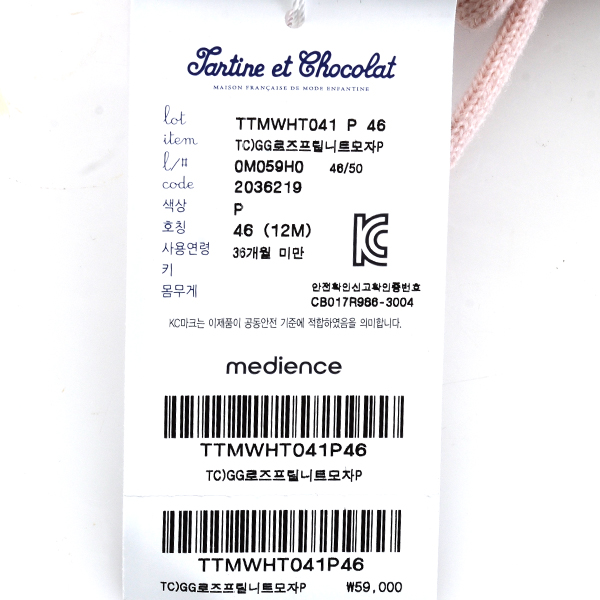 Tartine et Chocolat
MAISON FRANÇAISE DE MODE ENFANTINE
lot TTMWHT041 P 46
item TC)GG로즈프릴니트모자P
l/# 0M059H0 46/50
code 2036219
색상 P
호칭 46 (12M)
사용연령 36개월 미만
키
몸무게
안전확인신고확인증번호
CB017R986-3004
KC마크는 이제품이 공동안전 기준에 적합하였음을 의미합니다.
medience
TTMWHT041P46
TC)GG로즈프릴니트모자P
TTMWHT041P46
TC)GG로즈프릴니트모자P ₩59,000